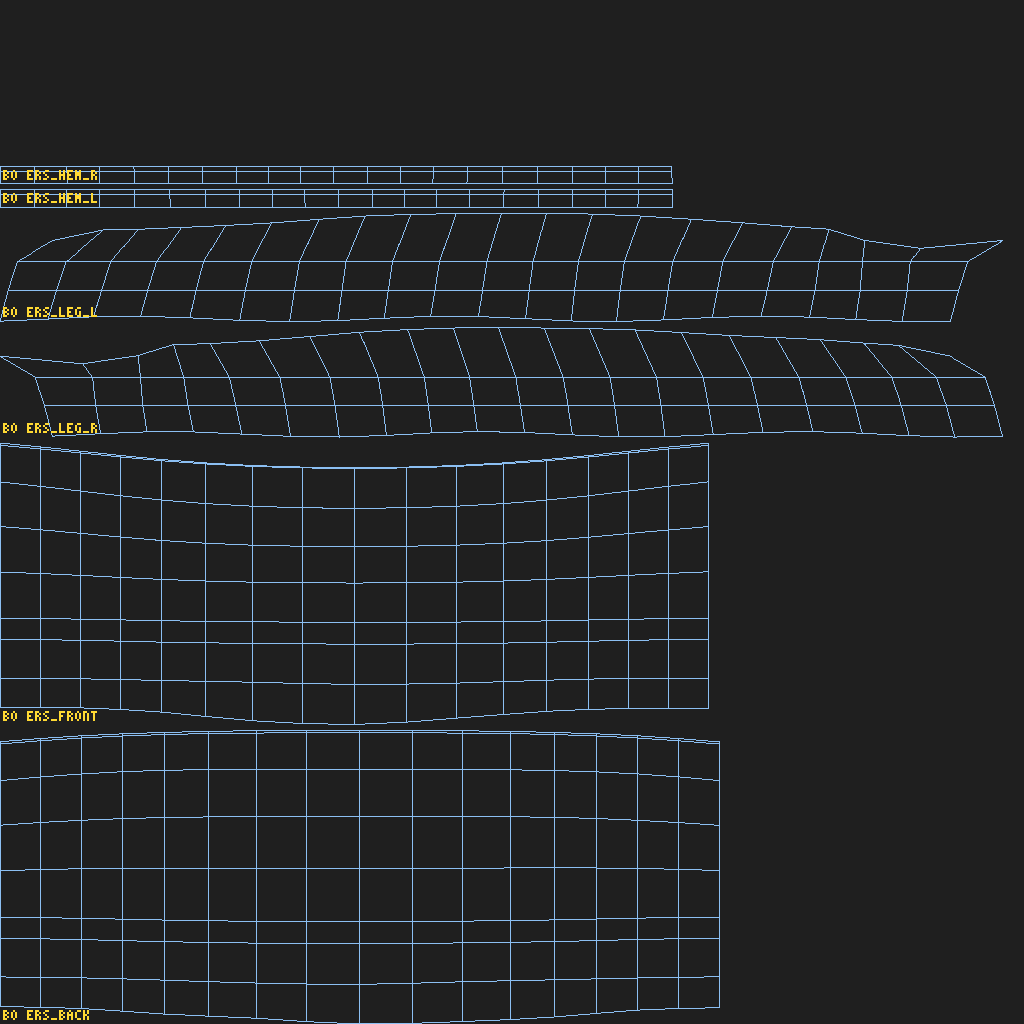 BO ERS_HEM_R
BO ERS_HEM_L
BO ERS_LEG_L
BO ERS_LEG_R
BO ERS_FRONT
BO ERS_BACK